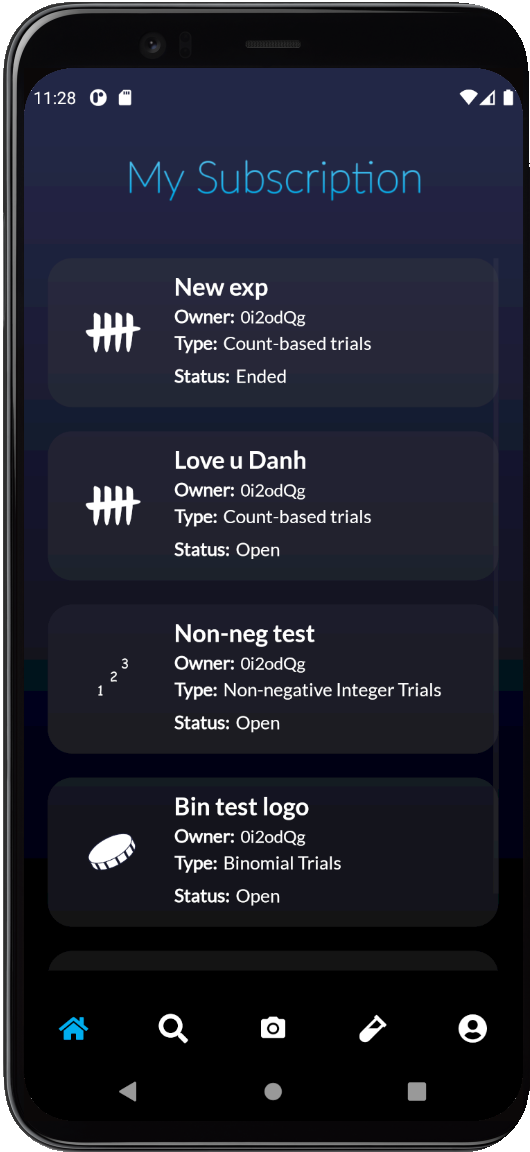 11:28
My Subscription
New exp
Owner: 0i2odQg
Type: Count-based trials
Status: Ended
Love u Danh
Owner: 0i2odQg
Type: Count-based trials
Status: Open
Non-neg test
1 2 3
Owner: 0i2odQg
Type: Non-negative Integer Trials
Status: Open
Bin test logo
Owner: 0i2odQg
Type: Binomial Trials
Status: Open